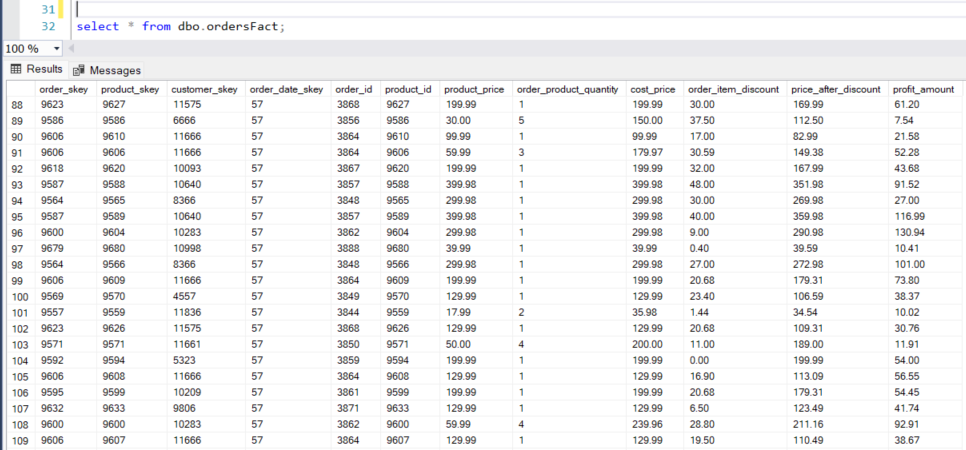 31
32 select * from dbo.ordersFact;
100 %
Results Messages
order_skey product_skey customer_skey order_date_skey order_id product_id product_price order_product_quantity cost_price order_item_discount price_after_discount profit_amount
88 9623 9627 11575 57 3868 9627 199.99 1 199.99 30.00 169.99 61.20
89 9586 9586 6666 57 3856 9586 30.00 5 150.00 37.50 112.50 7.54
90 9606 9610 11666 57 3864 9610 99.99 1 99.99 17.00 82.99 21.58
91 9606 9606 11666 57 3864 9606 59.99 3 179.97 30.59 149.38 52.28
92 9618 9620 10093 57 3867 9620 199.99 1 199.99 32.00 167.99 43.68
93 9587 9588 10640 57 3857 9588 399.98 1 399.98 48.00 351.98 91.52
94 9564 9565 8366 57 3848 9565 299.98 1 299.98 30.00 269.98 27.00
95 9587 9589 10640 57 3857 9589 399.98 1 399.98 40.00 359.98 116.99
96 9600 9604 10283 57 3862 9604 299.98 1 299.98 9.00 290.98 130.94
97 9679 9680 10998 57 3888 9680 39.99 1 39.99 0.40 39.59 10.41
98 9564 9566 8366 57 3848 9566 299.98 1 299.98 27.00 272.98 101.00
99 9606 9609 11666 57 3864 9609 199.99 1 199.99 20.68 179.31 73.80
100 9569 9570 4557 57 3849 9570 129.99 1 129.99 23.40 106.59 38.37
101 9557 9559 11836 57 3844 9559 17.99 2 35.98 1.44 34.54 10.02
102 9623 9626 11575 57 3868 9626 129.99 1 129.99 20.68 109.31 30.76
103 9571 9571 11661 57 3850 9571 50.00 4 200.00 11.00 189.00 11.91
104 9592 9594 5323 57 3859 9594 199.99 1 199.99 0.00 199.99 54.00
105 9606 9608 11666 57 3864 9608 129.99 1 129.99 16.90 113.09 56.55
106 9595 9599 10209 57 3861 9599 199.99 1 199.99 20.68 179.31 54.45
107 9632 9633 9806 57 3871 9633 129.99 1 129.99 6.50 123.49 41.74
108 9600 9600 10283 57 3862 9600 59.99 4 239.96 28.80 211.16 92.91
109 9606 9607 11666 57 3864 9607 129.99 1 129.99 19.50 110.49 38.67